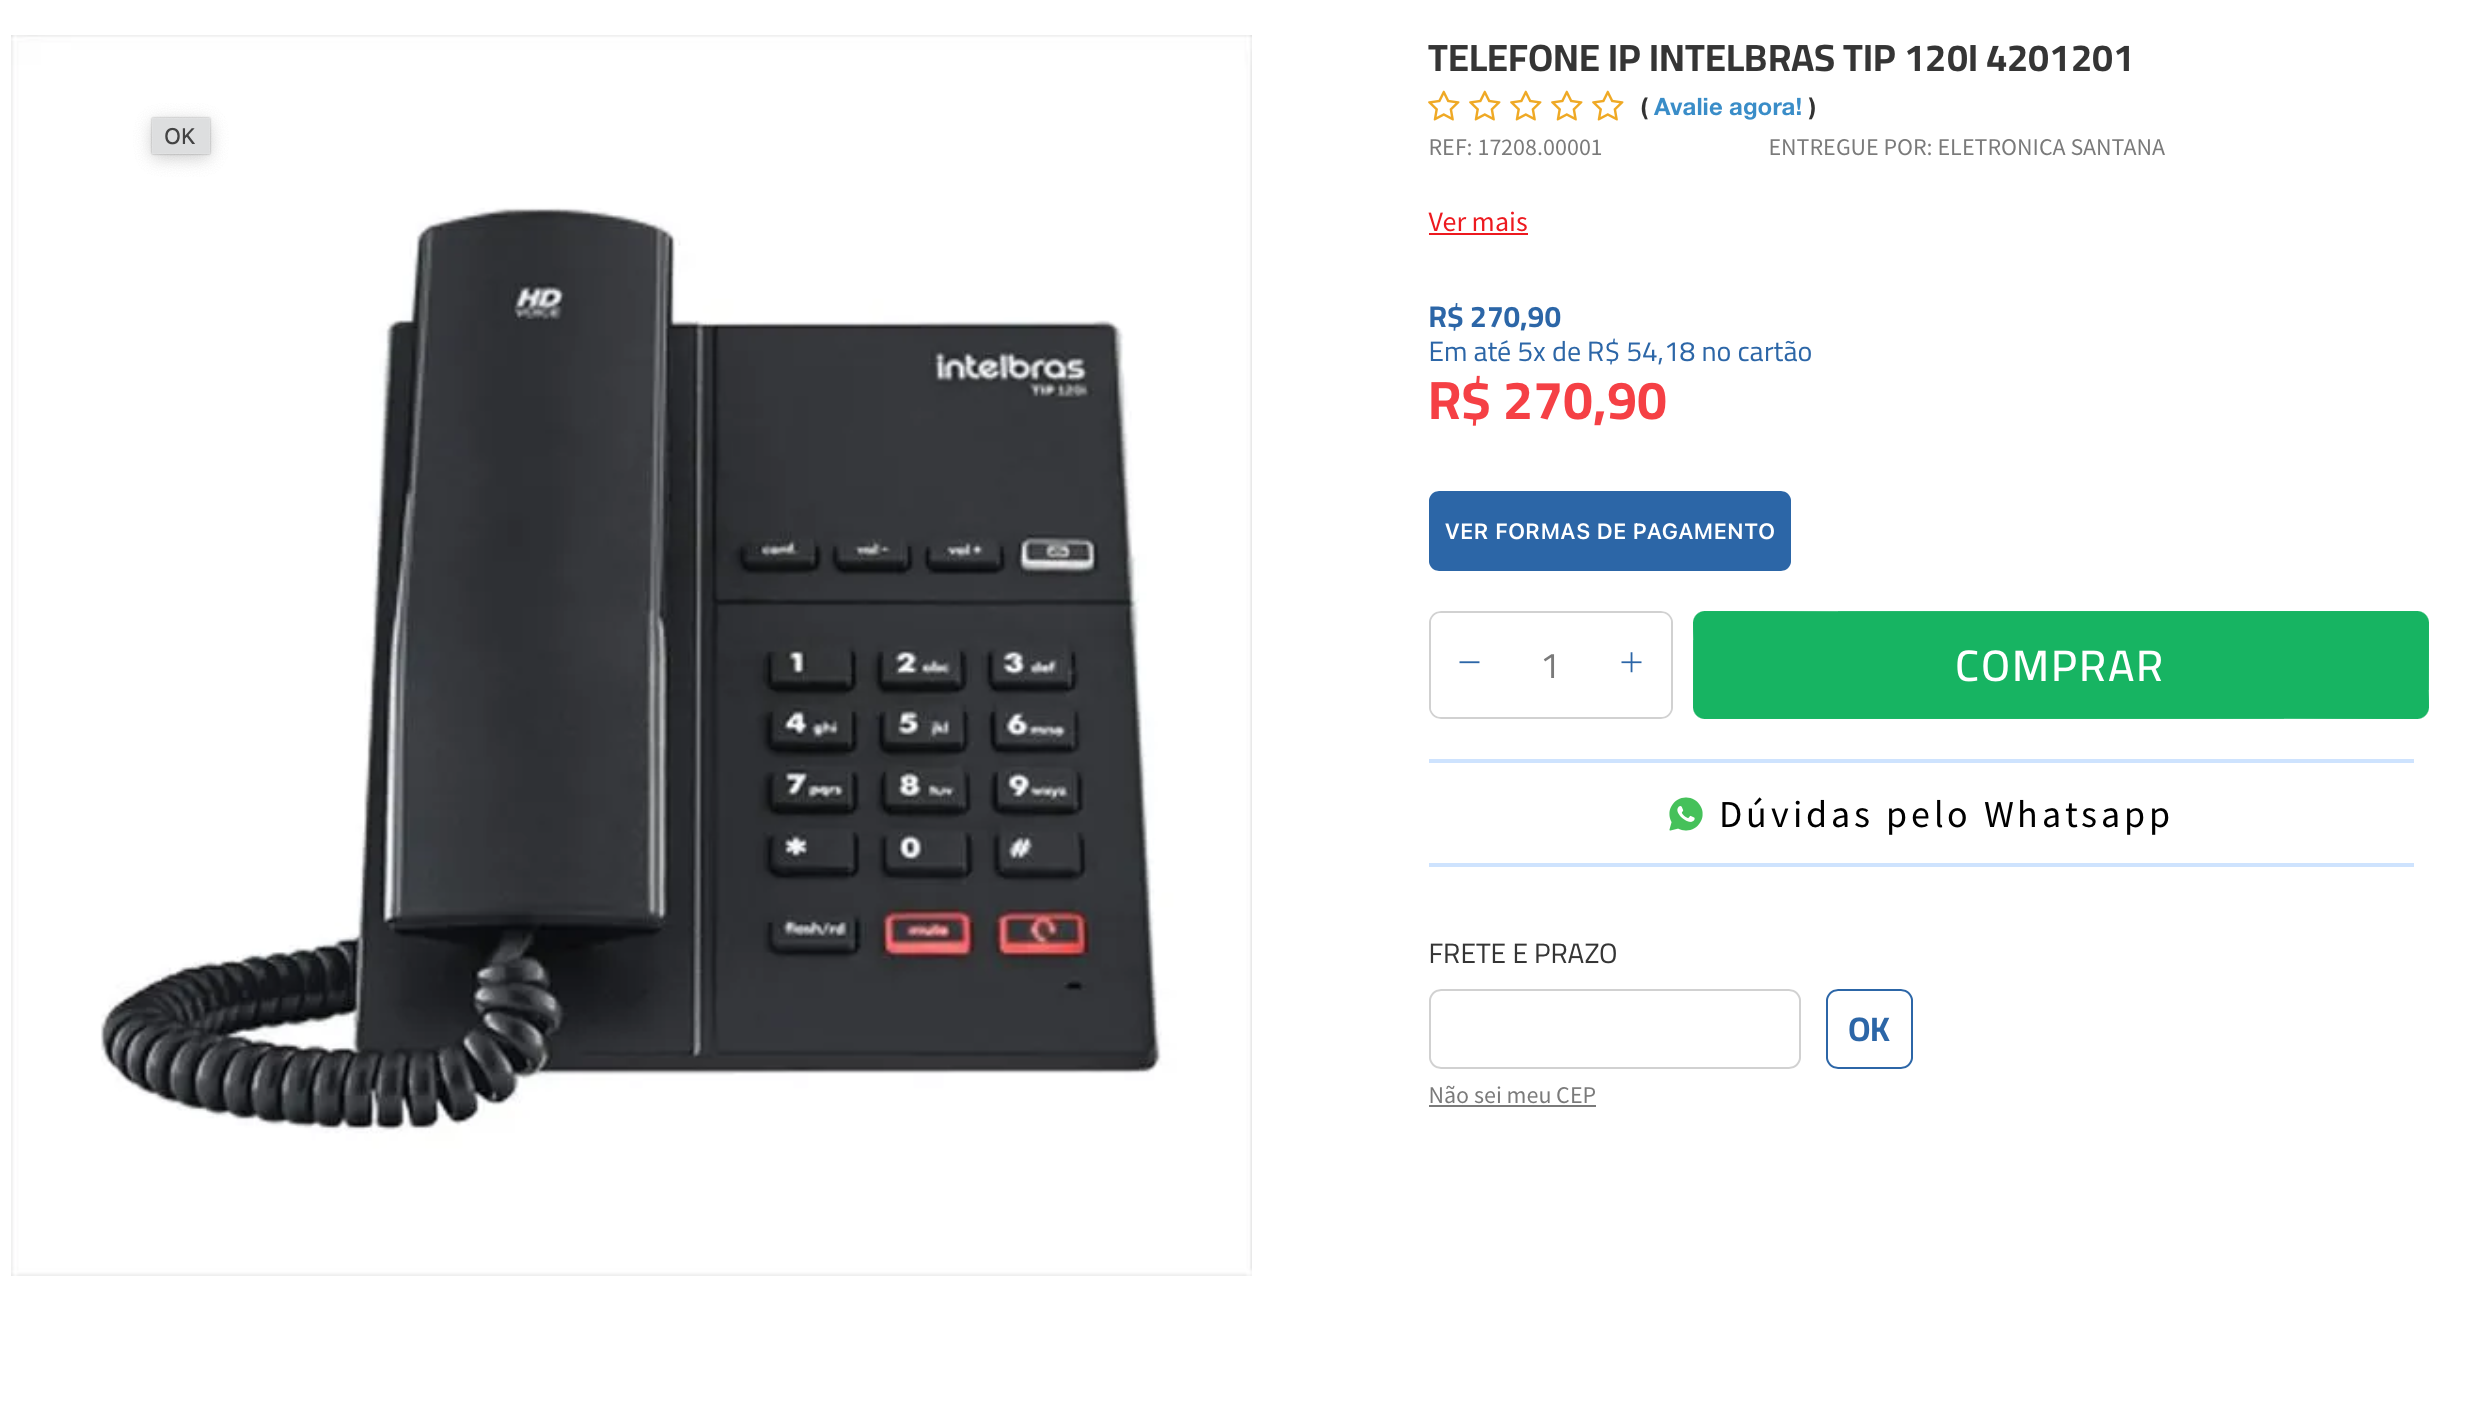 OK
HD
VOICE
intelbras
TIP 120i
conf.
vol -
vol +
1
2 abc
3 def
4 ghi
5 jkl
6 mno
7 pqrs
8 tuv
9 wxyz
*
0
#
flash/rd
mute
TELEFONE IP INTELBRAS TIP 120I 4201201
( Avalie agora! )
REF: 17208.00001
ENTREGUE POR: ELETRONICA SANTANA
Ver mais
R$ 270,90
Em até 5x de R$ 54,18 no cartão
R$ 270,90
VER FORMAS DE PAGAMENTO
− 1 +
COMPRAR
Dúvidas pelo Whatsapp
FRETE E PRAZO
OK
Não sei meu CEP